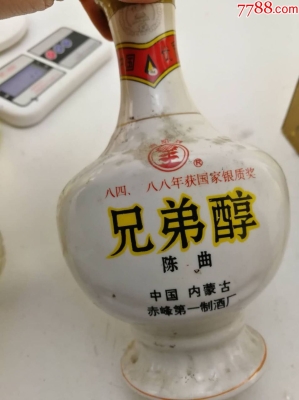 7788.com
八四、八八年获国家银质奖
兄弟醇
陈曲
中国 内蒙古
赤峰第一制酒厂